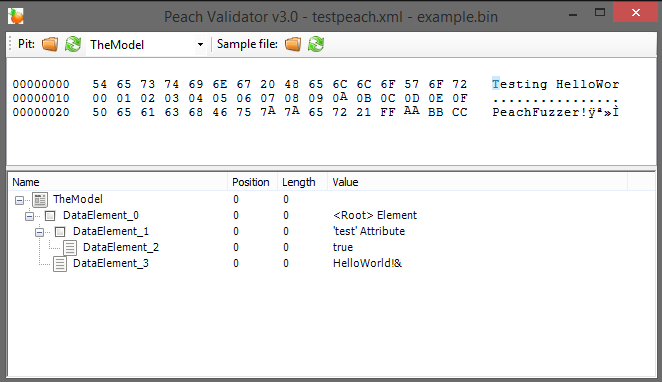 Peach Validator v3.0 - testpeach.xml - example.bin
Pit: TheModel Sample file:
00000000 54 65 73 74 69 6E 67 20 48 65 6C 6C 6F 57 6F 72 Testing HelloWor
00000010 00 01 02 03 04 05 06 07 08 09 0A 0B 0C 0D 0E 0F ................
00000020 50 65 61 63 68 46 75 7A 7A 65 72 21 FF AA BB CC PeachFuzzer!ÿª»Ì
Name Position Length Value
TheModel 0 0
DataElement_0 0 0 <Root> Element
DataElement_1 0 0 'test' Attribute
DataElement_2 0 0 true
DataElement_3 0 0 HelloWorld!&